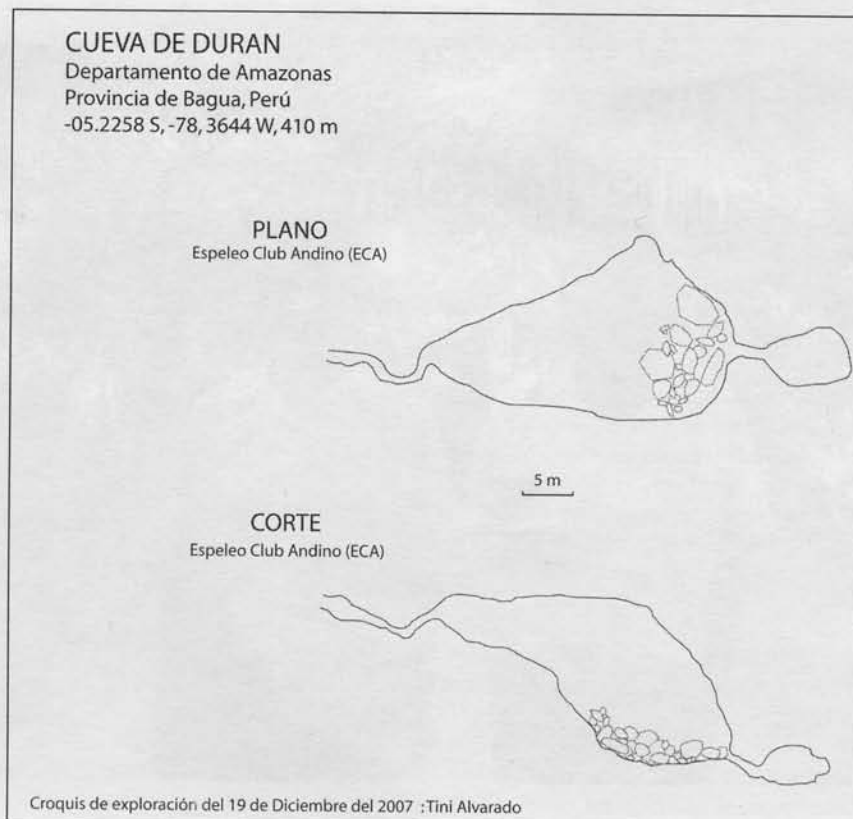 CUEVA DE DURAN
Departamento de Amazonas
Provincia de Bagua, Perú
-05.2258 S, -78, 3644 W, 410 m
PLANO
Espeleo Club Andino (ECA)
5 m
CORTE
Espeleo Club Andino (ECA)
Croquis de exploración del 19 de Diciembre del 2007 : Tini Alvarado